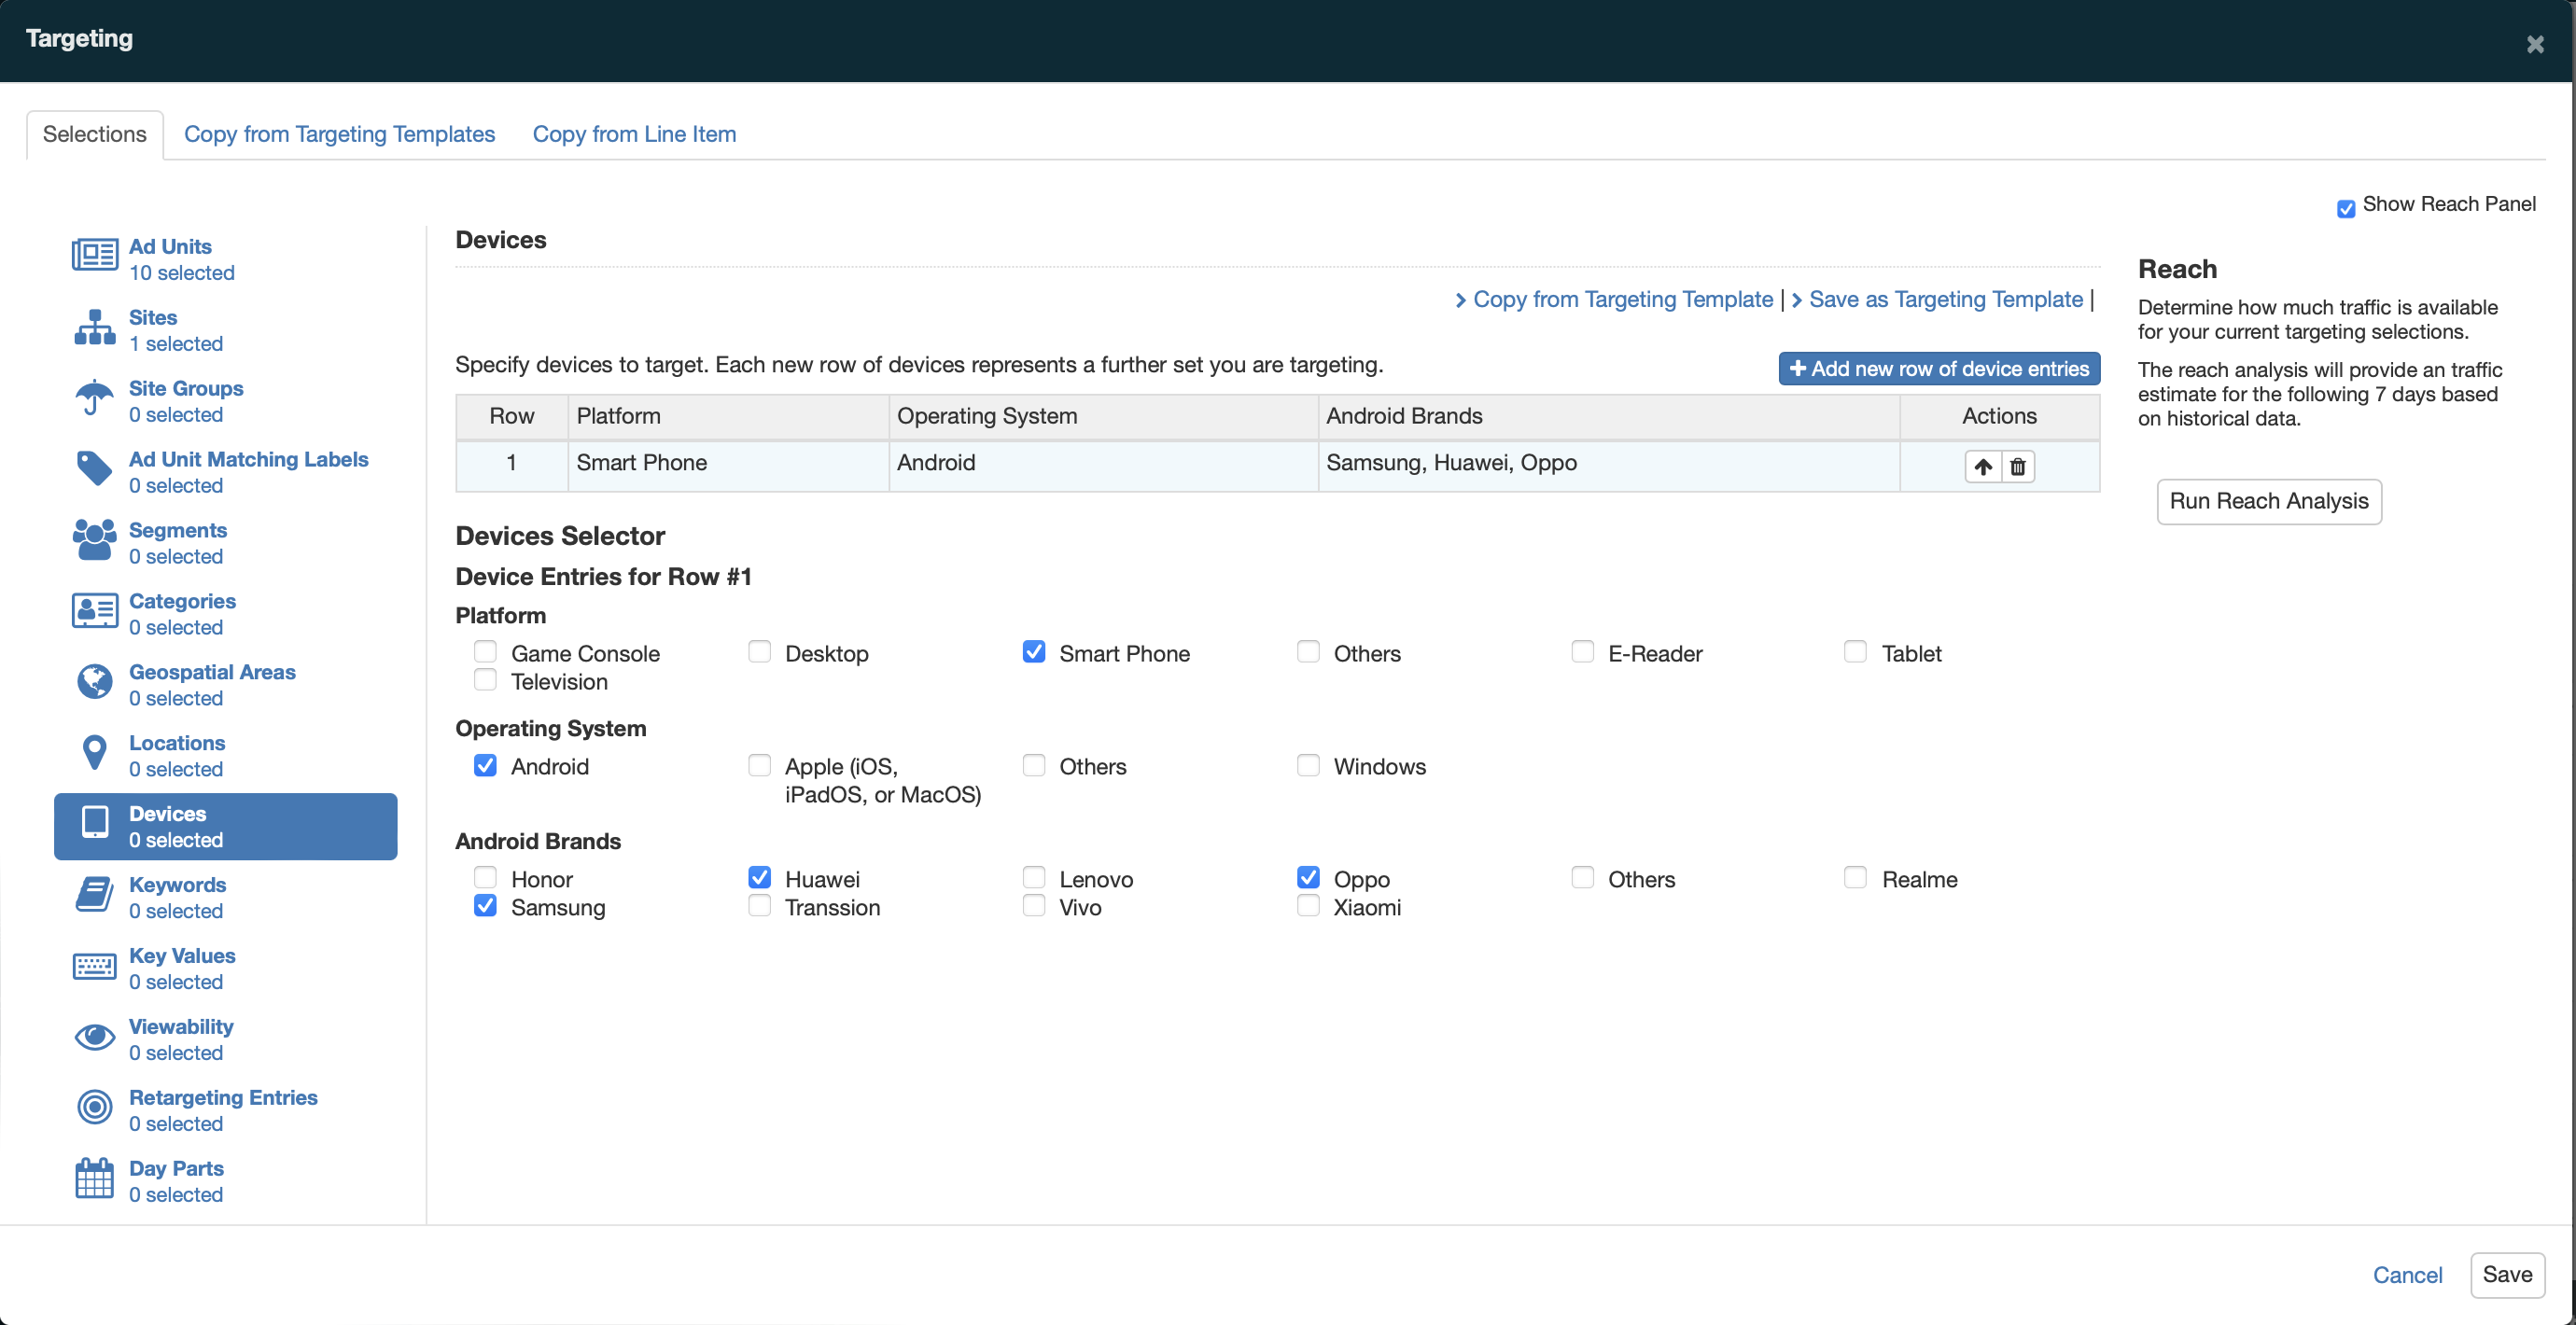 Targeting
Selections
Copy from Targeting Templates
Copy from Line Item
Show Reach Panel
Ad Units
10 selected
Sites
1 selected
Site Groups
0 selected
Ad Unit Matching Labels
0 selected
Segments
0 selected
Categories
0 selected
Geospatial Areas
0 selected
Locations
0 selected
Devices
0 selected
Keywords
0 selected
Key Values
0 selected
Viewability
0 selected
Retargeting Entries
0 selected
Day Parts
0 selected
Devices
Copy from Targeting Template | Save as Targeting Template |
Specify devices to target. Each new row of devices represents a further set you are targeting.
Add new row of device entries
Row Platform Operating System Android Brands Actions
1 Smart Phone Android Samsung, Huawei, Oppo
Devices Selector
Device Entries for Row #1
Platform
Game Console Desktop Smart Phone Others E-Reader Tablet
Television
Operating System
Android Apple (iOS, Others Windows
iPadOS, or MacOS)
Android Brands
Honor Huawei Lenovo Oppo Others Realme
Samsung Transsion Vivo Xiaomi
Reach
Determine how much traffic is available
for your current targeting selections.
The reach analysis will provide an traffic
estimate for the following 7 days based
on historical data.
Run Reach Analysis
Cancel
Save